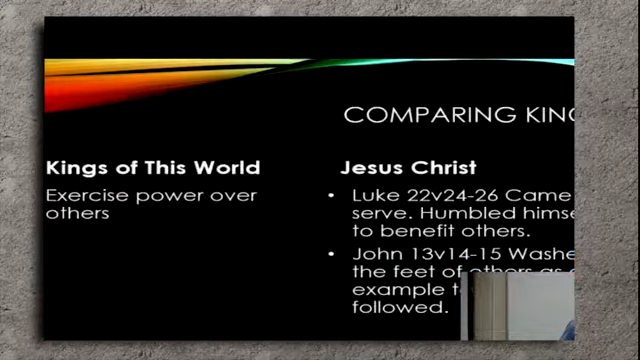 COMPARING KING
Kings of This World
Exercise power over
others
Jesus Christ
• Luke 22v24-26 Came
serve. Humbled himse
to benefit others.
• John 13v14-15 Washe
the feet of others as
example
followed.